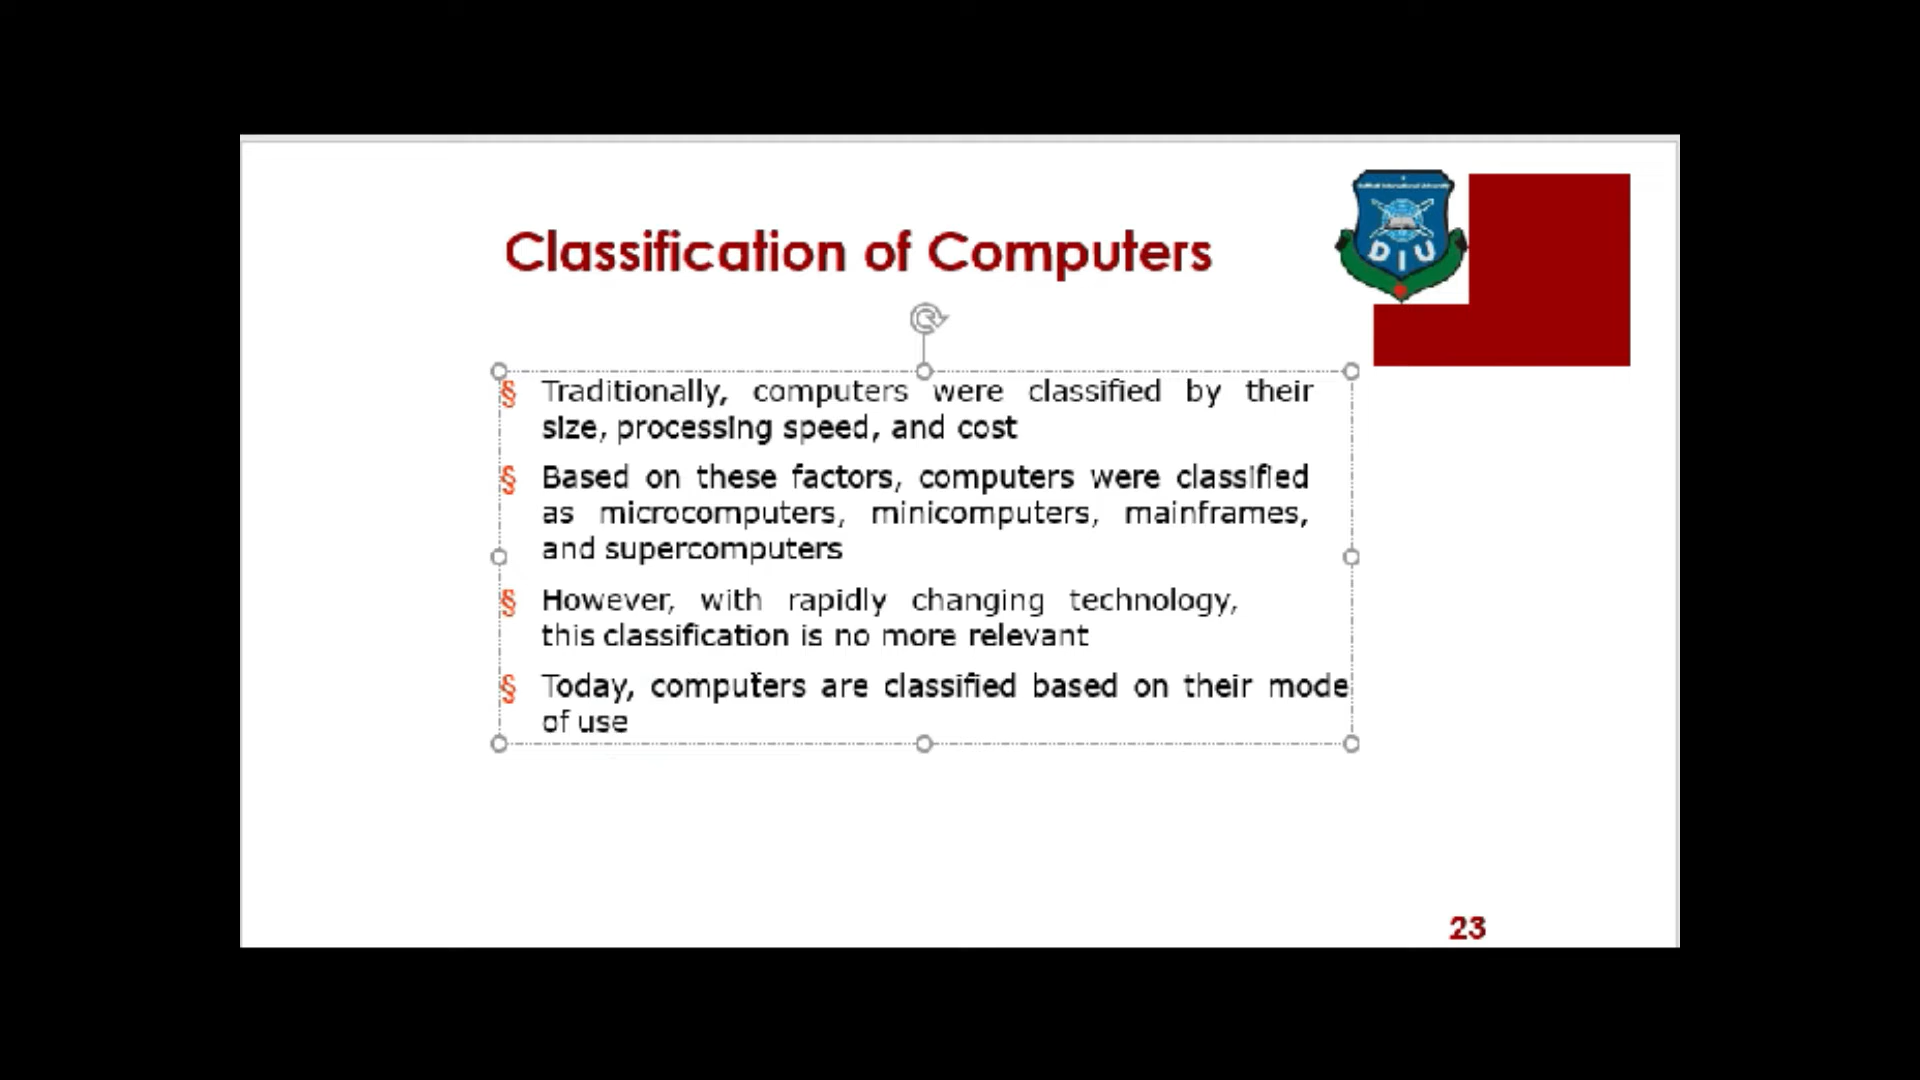 Classification of Computers
DIU
§ Traditionally, computers were classified by their
size, processing speed, and cost
§ Based on these factors, computers were classified
as microcomputers, minicomputers, mainframes,
and supercomputers
§ However, with rapidly changing technology,
this classification is no more relevant
§ Today, computers are classified based on their mode
of use
23